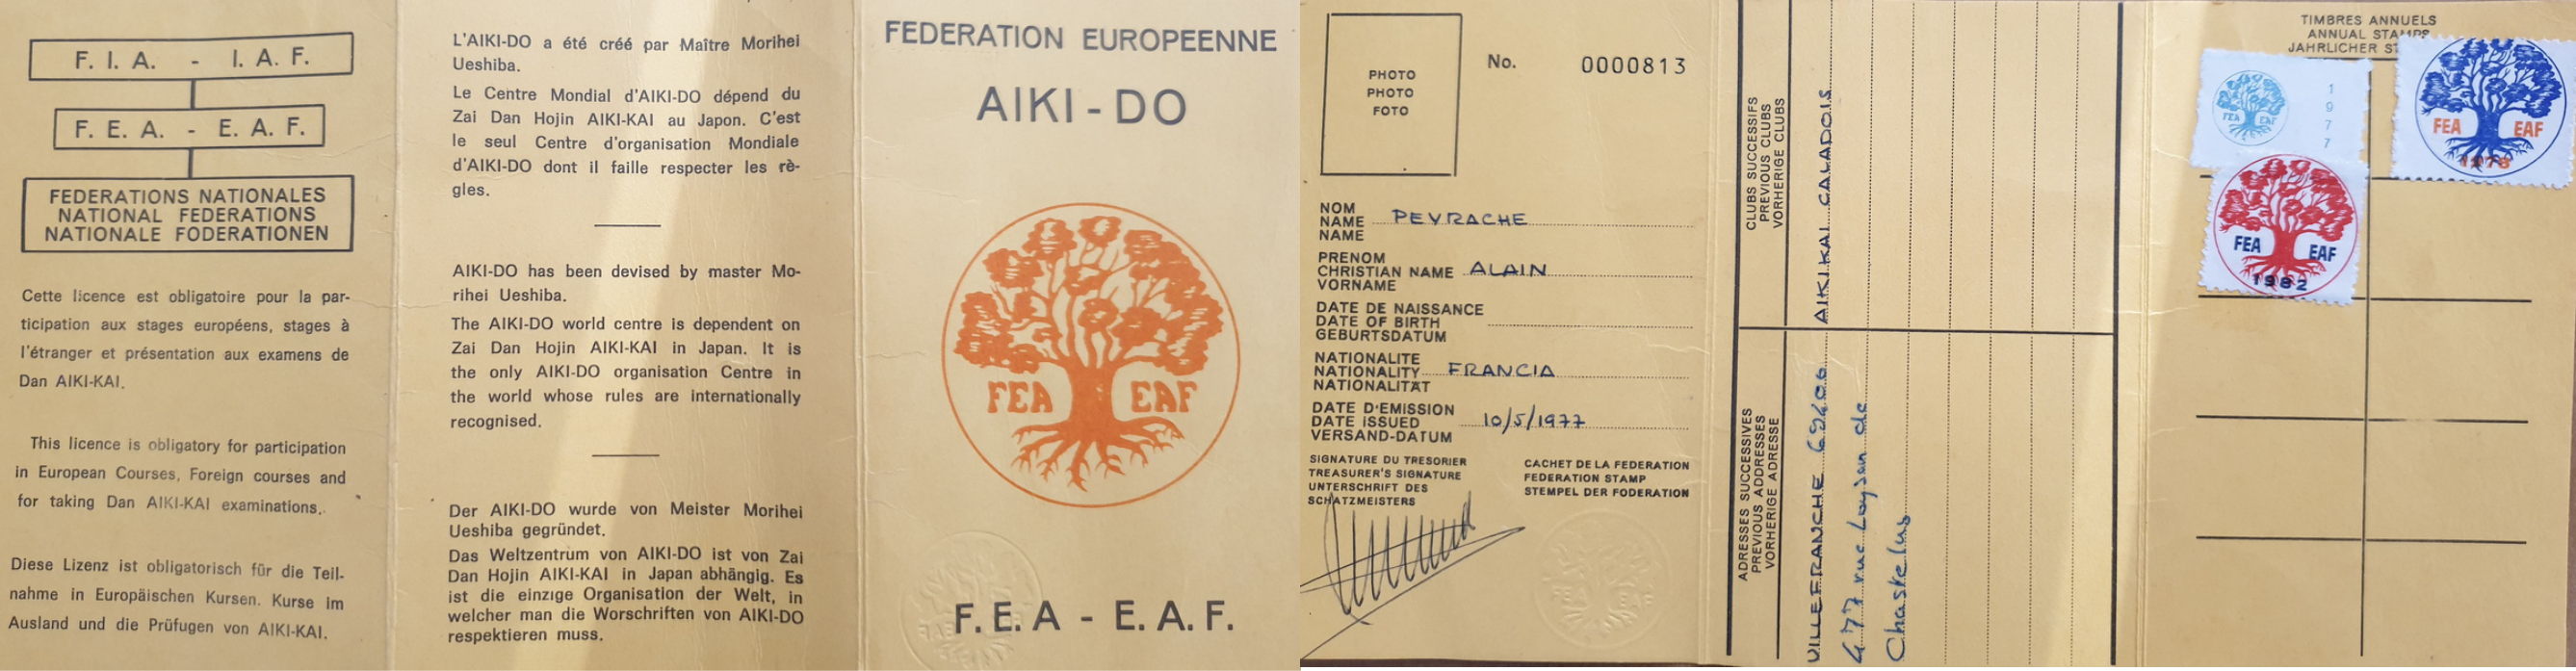 F. I. A. - I. A. F.
F. E. A. - E. A. F.
FEDERATIONS NATIONALES
NATIONAL FEDERATIONS
NATIONALE FODERATIONEN
Cette licence est obligatoire pour la par-
ticipation aux stages européens, stages à
l'étranger et présentation aux examens de
Dan AIKI-KAI.
This licence is obligatory for participation
in European Courses, Foreign courses and
for taking Dan AIKI-KAI examinations.
Diese Lizenz ist obligatorisch für die Teil-
nahme in Europäischen Kursen. Kurse im
Ausland und die Prüfugen von AIKI-KAI.
L'AIKI-DO a été créé par Maître Morihei
Ueshiba.
Le Centre Mondial d'AIKI-DO dépend du
Zai Dan Hojin AIKI-KAI au Japon. C'est
le seul Centre d'organisation Mondiale
d'AIKI-DO dont il faille respecter les rè-
gles.
AIKI-DO has been devised by master Mo-
rihei Ueshiba.
The AIKI-DO world centre is dependent on
Zai Dan Hojin AIKI-KAI in Japan. It is
the only AIKI-DO organisation Centre in
the world whose rules are internationally
recognised.
Der AIKI-DO wurde von Meister Morihei
Ueshiba gegründet.
Das Weltzentrum von AIKI-DO ist von Zai
Dan Hojin AIKI-KAI in Japan abhängig. Es
ist die einzige Organisation der Welt, in
welcher man die Worschriften von AIKI-DO
respektieren muss.
FEDERATION EUROPEENNE
AIKI-DO
FEA EAF
F.E.A - E.A.F.
PHOTO
PHOTO
FOTO
No. 0000813
NOM
NAME PEYRACHE
NAME
PRENOM
CHRISTIAN NAME ALAIN
VORNAME
DATE DE NAISSANCE
DATE OF BIRTH
GEBURTSDATUM
NATIONALITE
NATIONALITY FRANCIA
NATIONALITÄT
DATE D'EMISSION
DATE ISSUED 10/5/1977
VERSAND-DATUM
SIGNATURE DU TRESORIER
TREASURER'S SIGNATURE
UNTERSCHRIFT DES
SCHATZMEISTERS
CACHET DE LA FEDERATION
FEDERATION STAMP
STEMPEL DER FODERATION
FEA EAF
CLUBS SUCCESSIFS
PREVIOUS CLUBS
VORHERIGE CLUBS
AIKIKAI CALADOIS
ADRESSES SUCCESSIVES
PREVIOUS ADDRESSES
VORHERIGE ADRESSE
VILLEFRANCHE
477 rue Loyson de
Chastelus
TIMBRES ANNUELS
ANNUAL STAMPS
JAHRLICHER
FEA EAF
1977
FEA EAF
1978
FEA EAF
1982